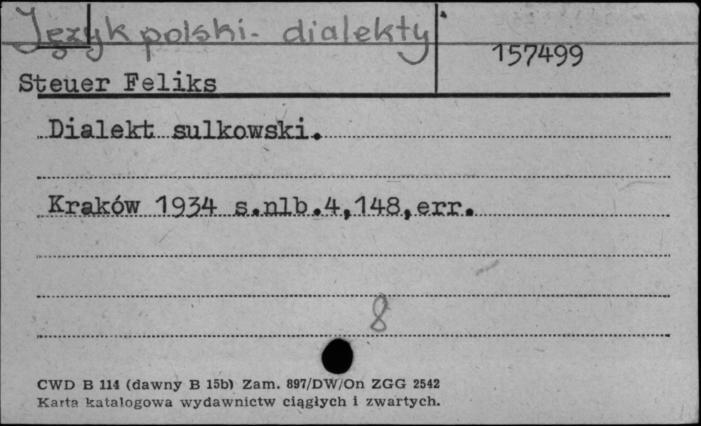 Język polski - dialekty
157499
Steuer Feliks
Dialekt sulkowski.
Kraków 1934 s.nlb.4,148,err.
8
CWD B 114 (dawny B 15b) Zam. 897/DW/On ZGG 2542
Karta katalogowa wydawnictw ciągłych i zwartych.